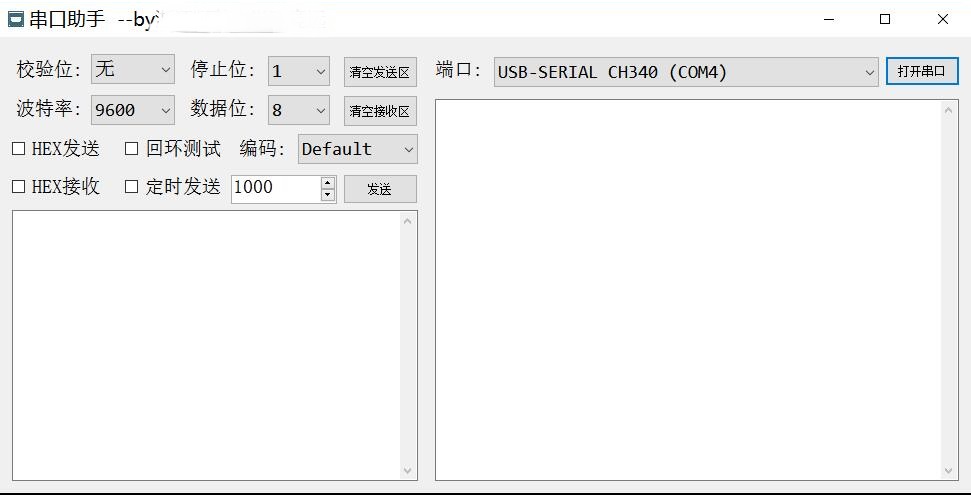 串口助手 --by
校验位: 无 停止位: 1 清空发送区 端口: USB-SERIAL CH340 (COM4) 打开串口
波特率: 9600 数据位: 8 清空接收区
HEX发送 回环测试 编码: Default
HEX接收 定时发送 1000 发送